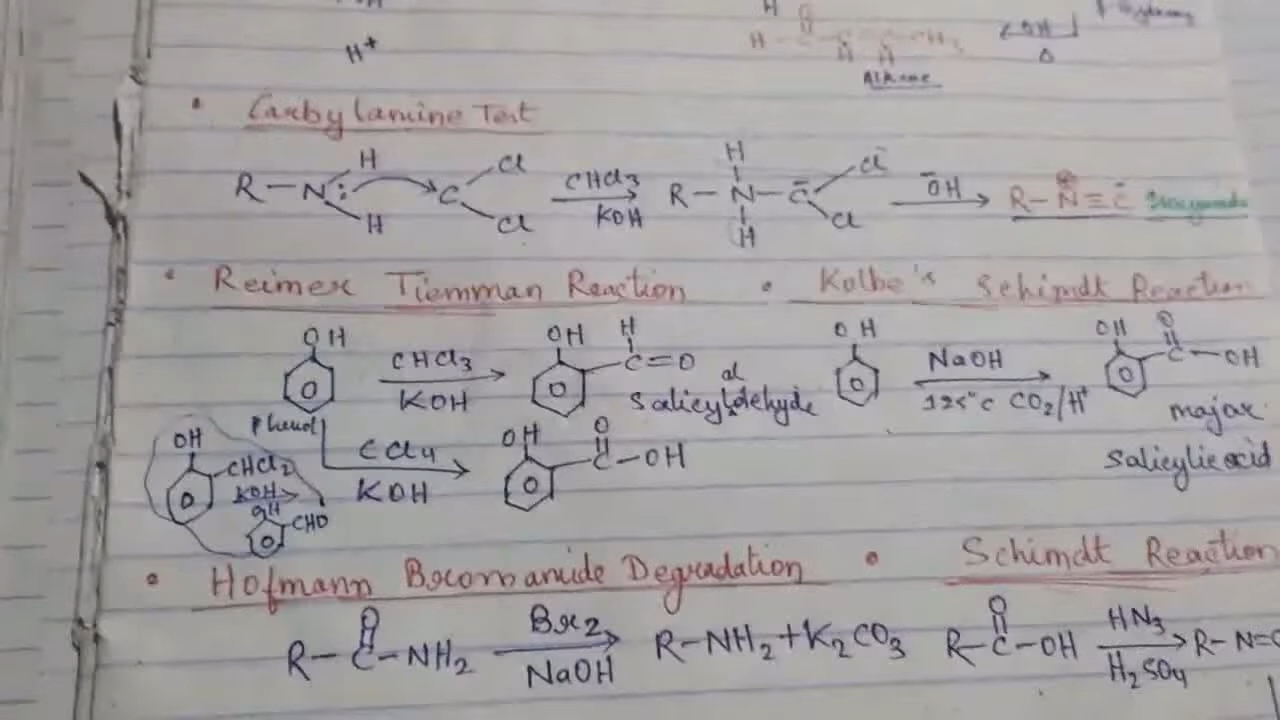 H+
Alkane
• Carbylamine Test
R-N: H H C Cl Cl CHCl3 KOH R-N-C̄ H H Cl Cl ŌH R-N≡C̄
• Reimer Tiemman Reaction • Kolbe's Schimdt Reaction
OH CHCl3 KOH OH H C=O al Salicyldehyde OH NaOH 125°C CO2/H+ OH O C-OH major Salicylic acid
Phenol CCl4 KOH OH O C-OH
OH CHCl2 KOH OH CHO
• Hofmann Bromamide Degradation • Schimdt Reaction
R-C-NH2 O Br2 NaOH R-NH2+K2CO3 R-C-OH O HN3 H2SO4 R-N=